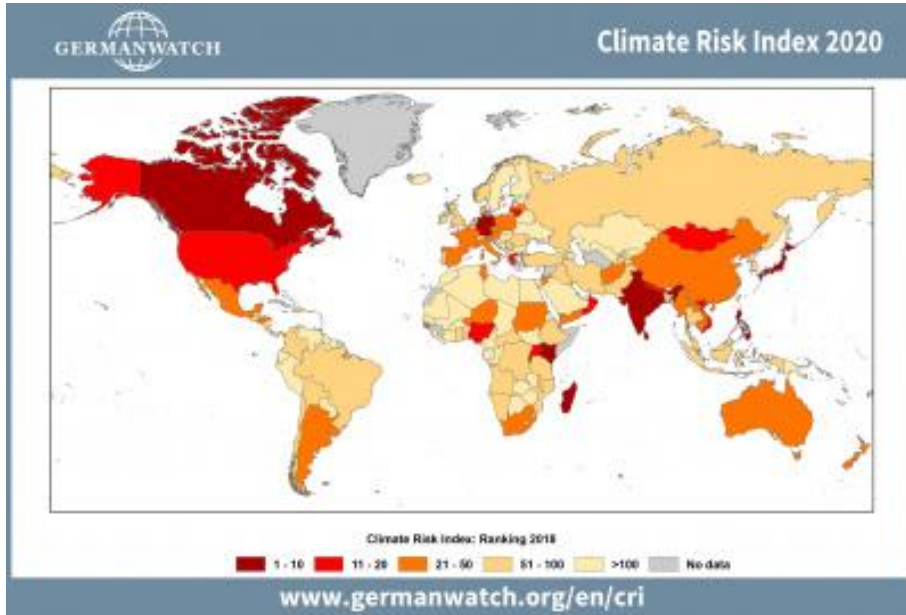 GERMANWATCH
Climate Risk Index 2020
Climate Risk Index: Ranking 2018
1 - 10
11 - 20
21 - 50
51 - 100
>100
No data
www.germanwatch.org/en/cri